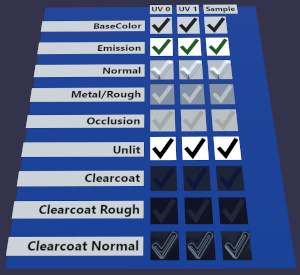 UV 0 UV 1 Sample
BaseColor
Emission
Normal
Metal/Rough
Occlusion
Unlit
Clearcoat
Clearcoat Rough
Clearcoat Normal